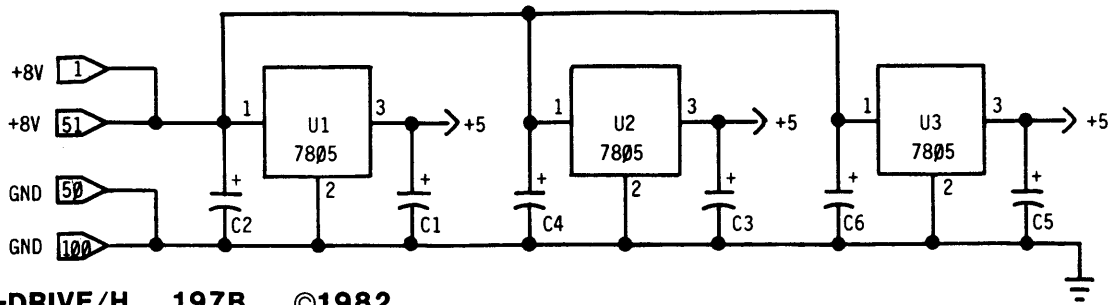 +8V 1
+8V 51
GND 50
GND 100
1 U1 3 +5
7805
2
C2 C1
+ +
1 U2 3 +5
7805
2
C4 C3
+ +
1 U3 3 +5
7805
2
C6 C5
+ +
-DRIVE/H 197B ©1982